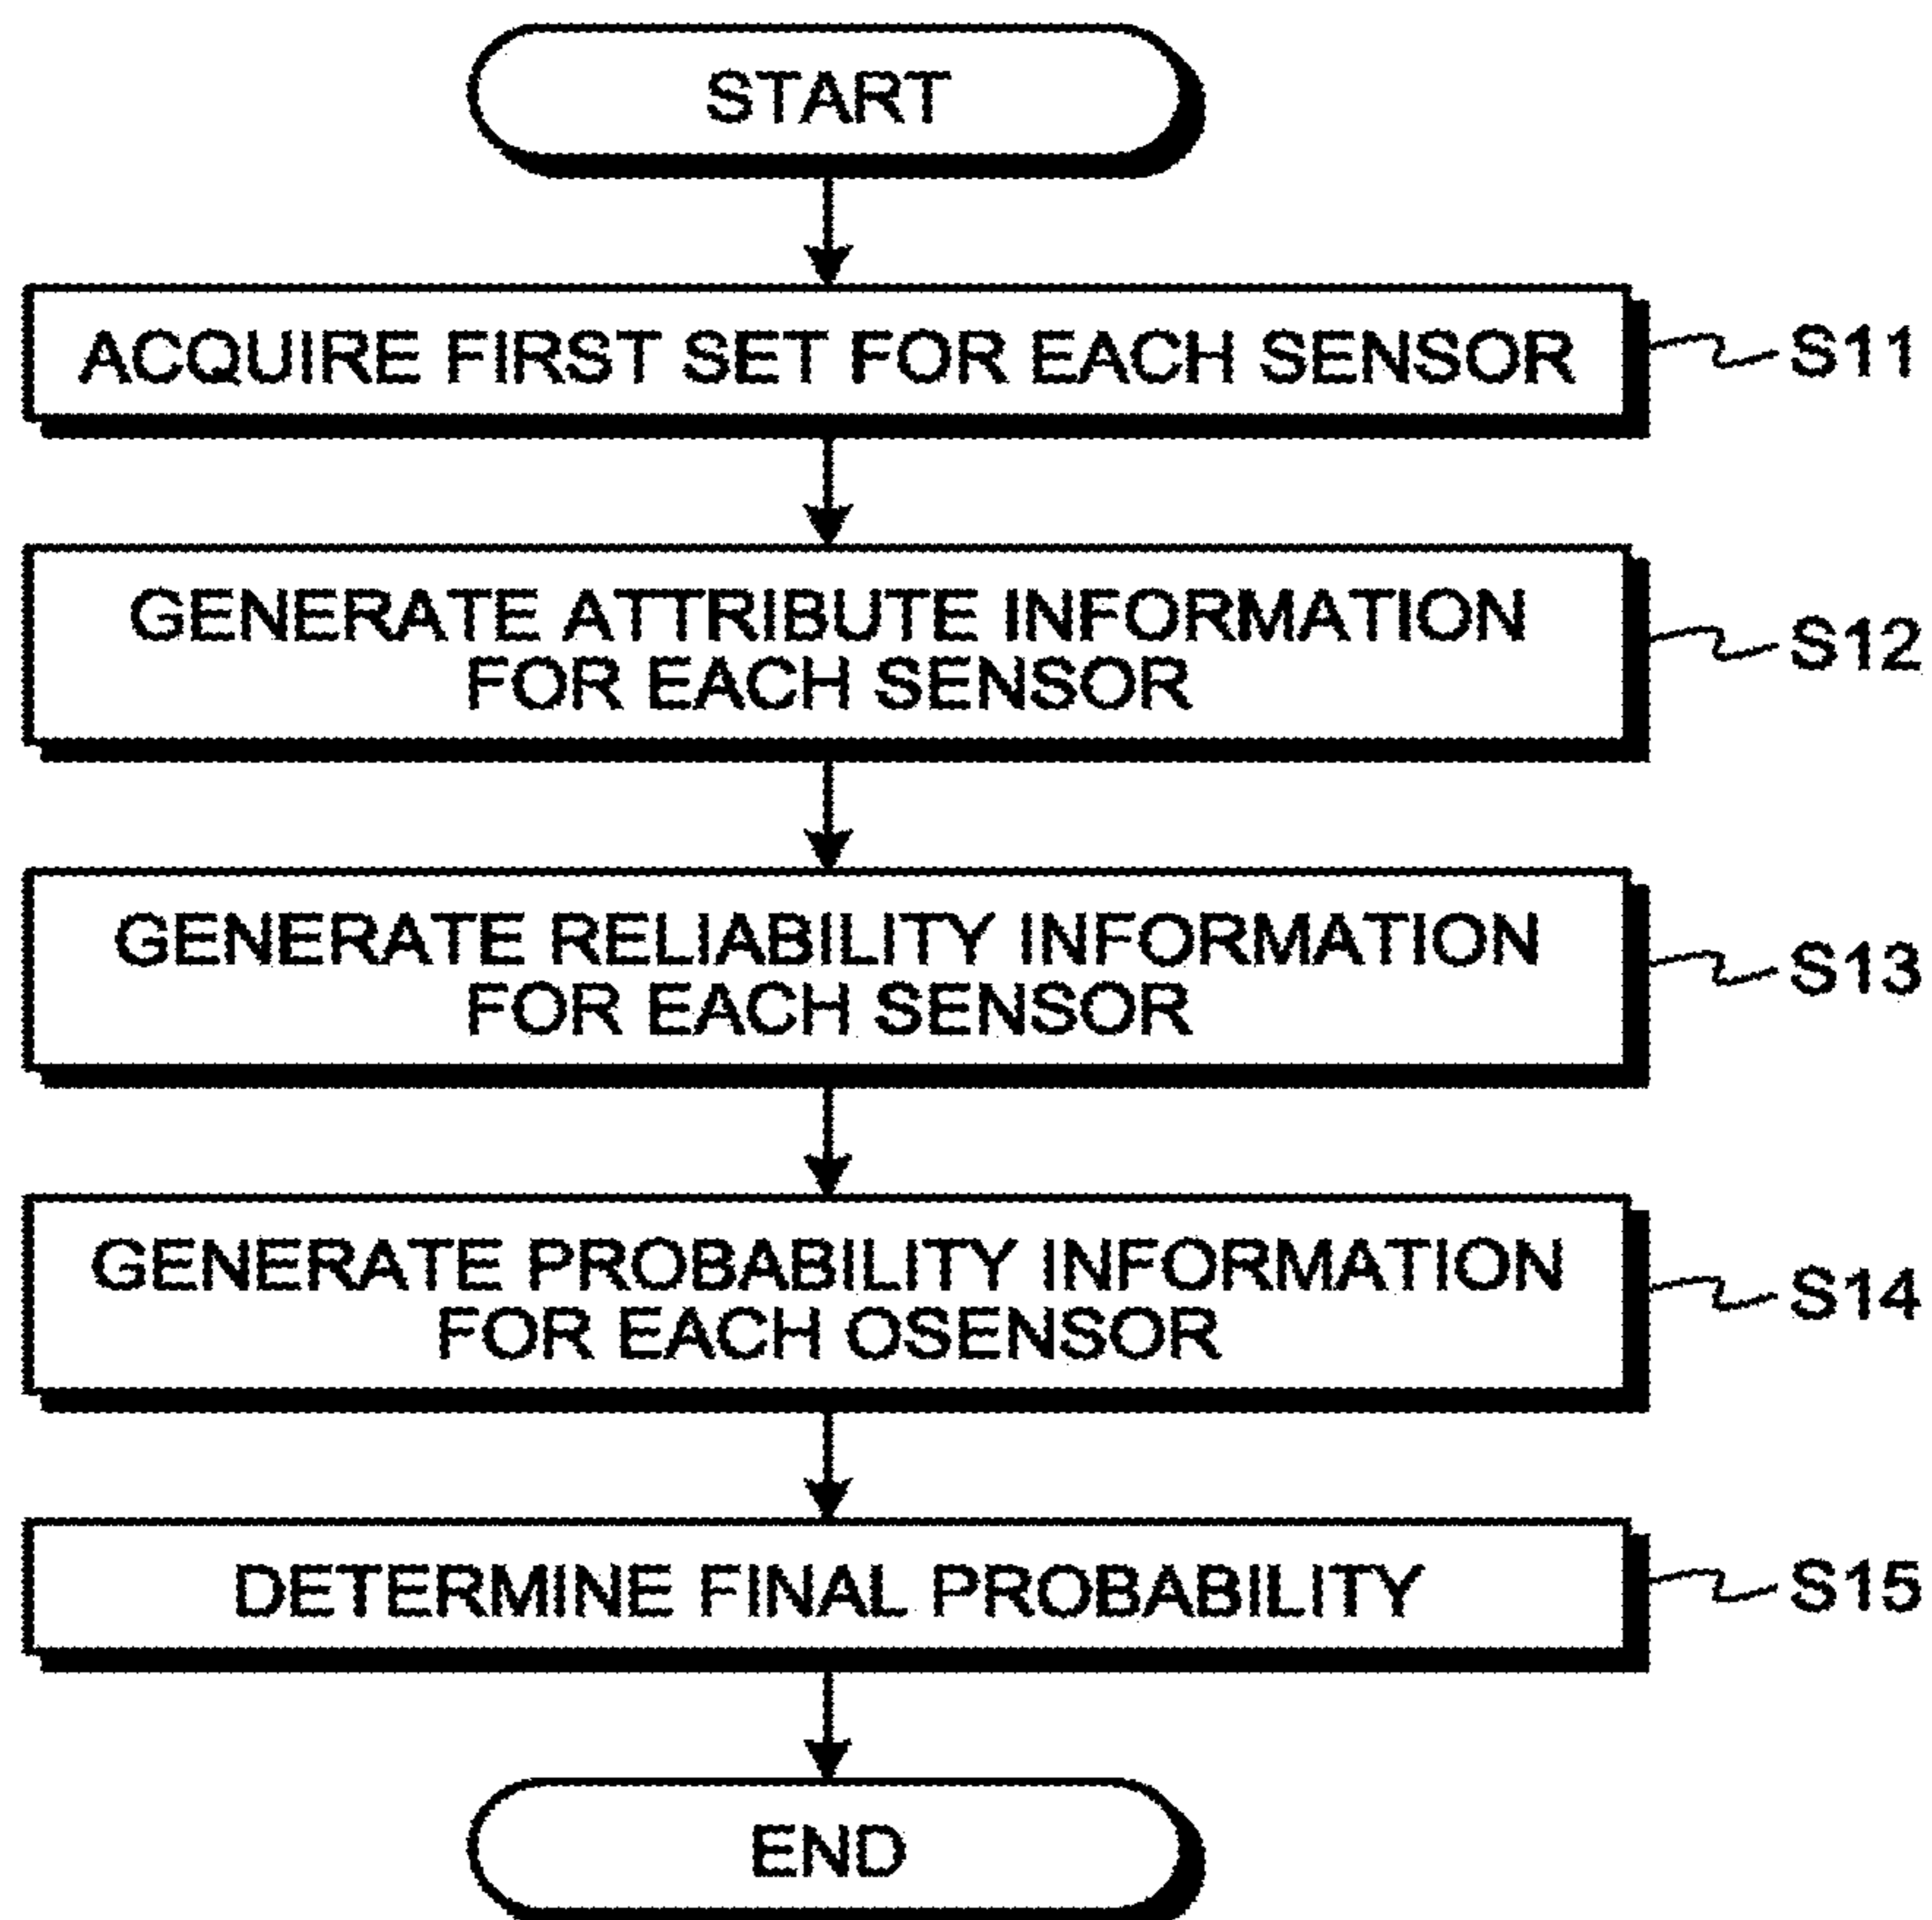 START
ACQUIRE FIRST SET FOR EACH SENSOR
S11
GENERATE ATTRIBUTE INFORMATION
FOR EACH SENSOR
S12
GENERATE RELIABILITY INFORMATION
FOR EACH SENSOR
S13
GENERATE PROBABILITY INFORMATION
FOR EACH OSENSOR
S14
DETERMINE FINAL PROBABILITY
S15
END